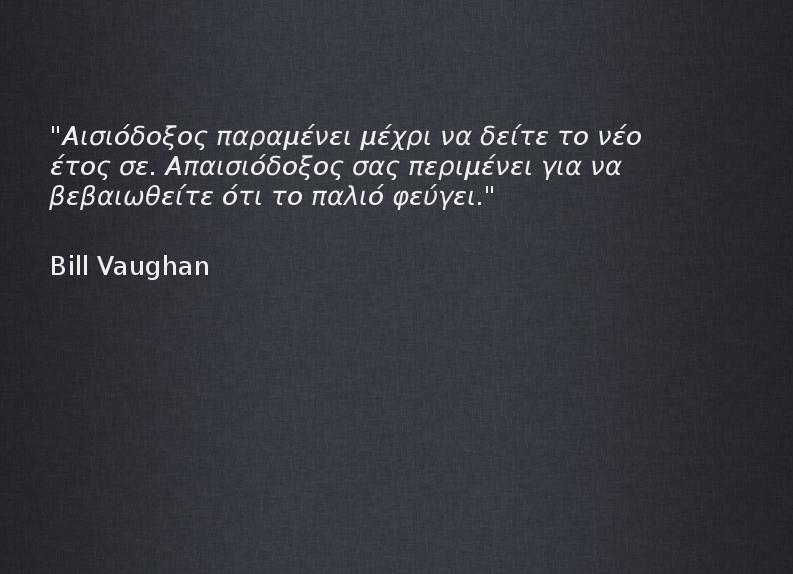 "Αισιόδοξος παραμένει μέχρι να δείτε το νέο
έτος σε. Απαισιόδοξος σας περιμένει για να
βεβαιωθείτε ότι το παλιό φεύγει."
Bill Vaughan